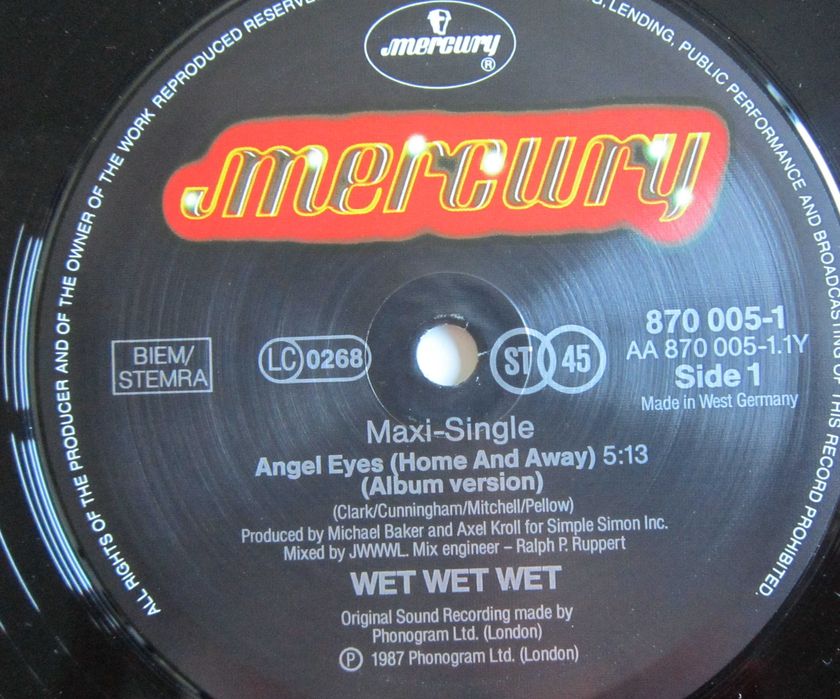 mercury
®
ALL RIGHTS OF THE PRODUCER AND OF THE OWNER OF THE WORK REPRODUCED RESERVE
LENDING, PUBLIC PERFORMANCE AND BROADCASTING OF THIS RECORD PROHIBITED.
mercury
BIEM/
STEMRA
LC 0268
ST 45
870 005-1
AA 870 005-1.1Y
Side 1
Made in West Germany
Maxi-Single
Angel Eyes (Home And Away) 5:13
(Album version)
(Clark/Cunningham/Mitchell/Pellow)
Produced by Michael Baker and Axel Kroll for Simple Simon Inc.
Mixed by JWWWL. Mix engineer – Ralph P. Ruppert
WET WET WET
Original Sound Recording made by
Phonogram Ltd. (London)
Ⓟ 1987 Phonogram Ltd. (London)